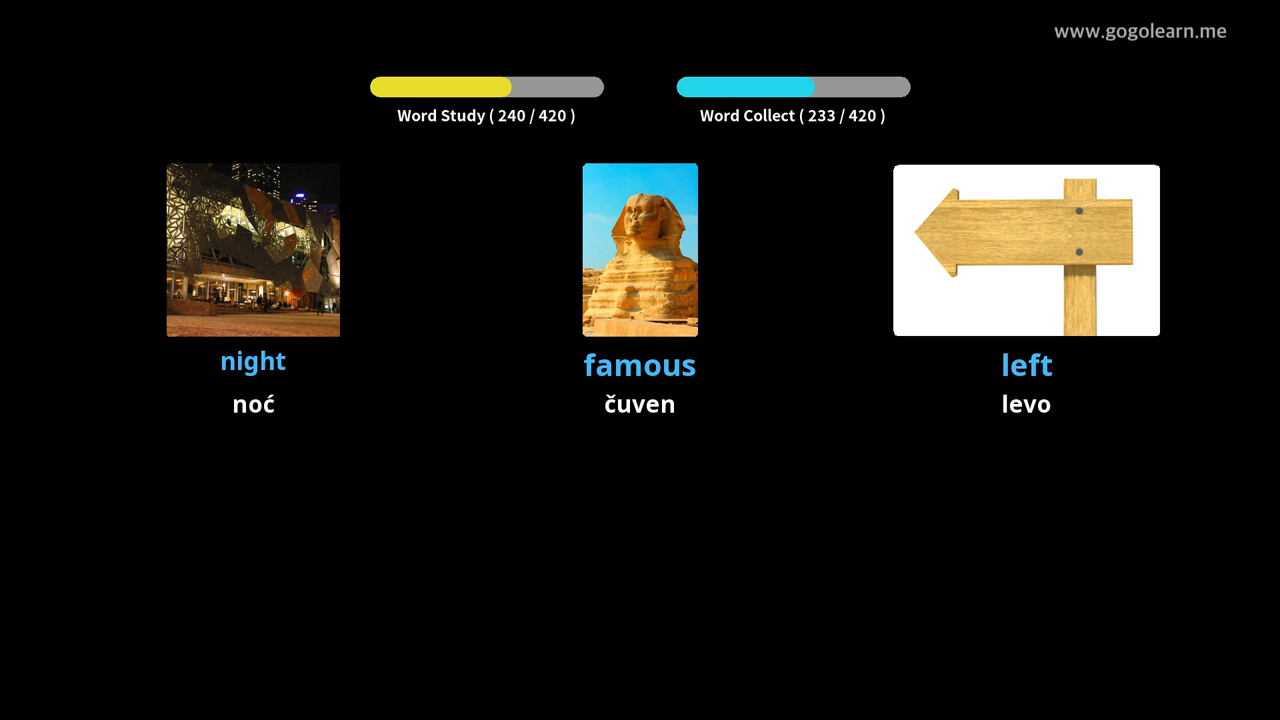 www.gogolearn.me
Word Study ( 240 / 420 )
Word Collect ( 233 / 420 )
night
famous
left
noć
čuven
levo